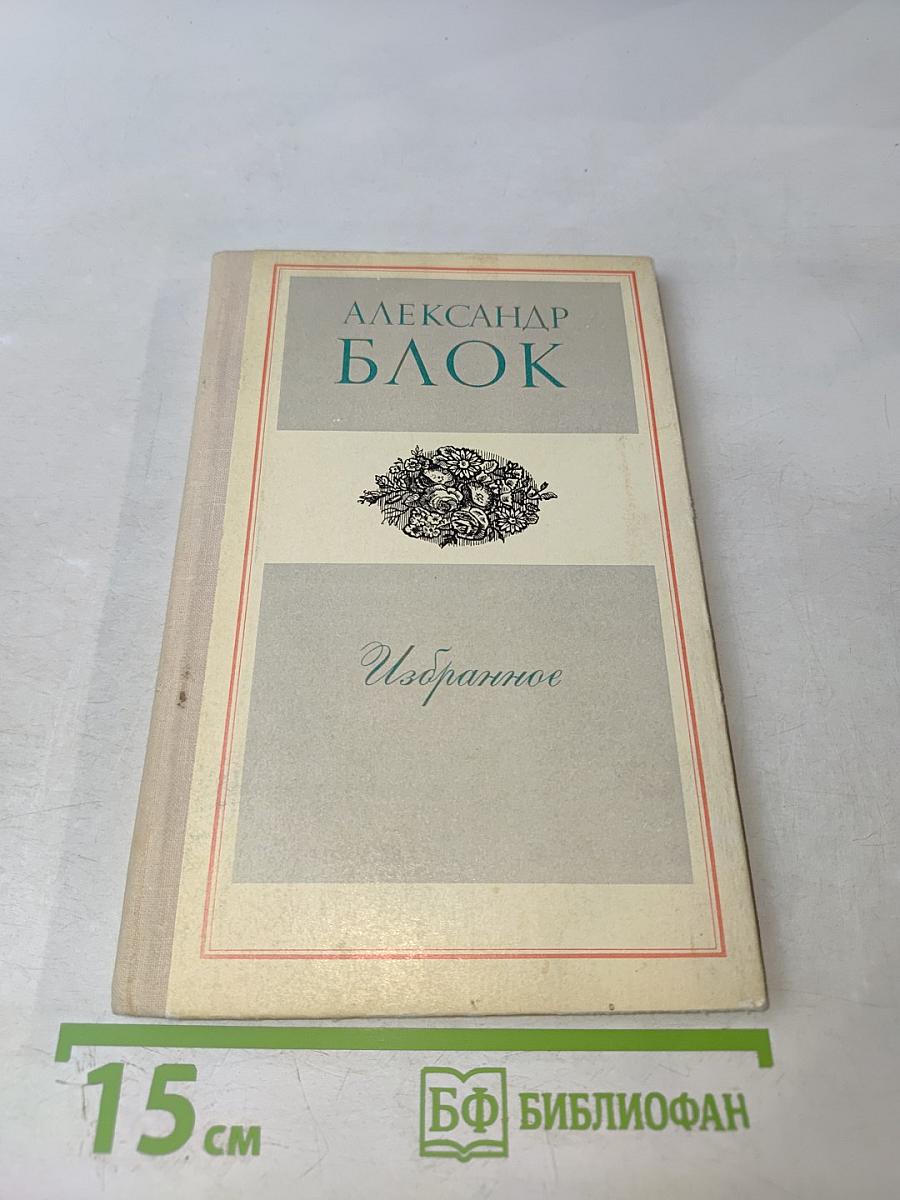 АЛЕКСАНДР
БЛОК
Избранное
15 см
БФ БИБЛИОФАН